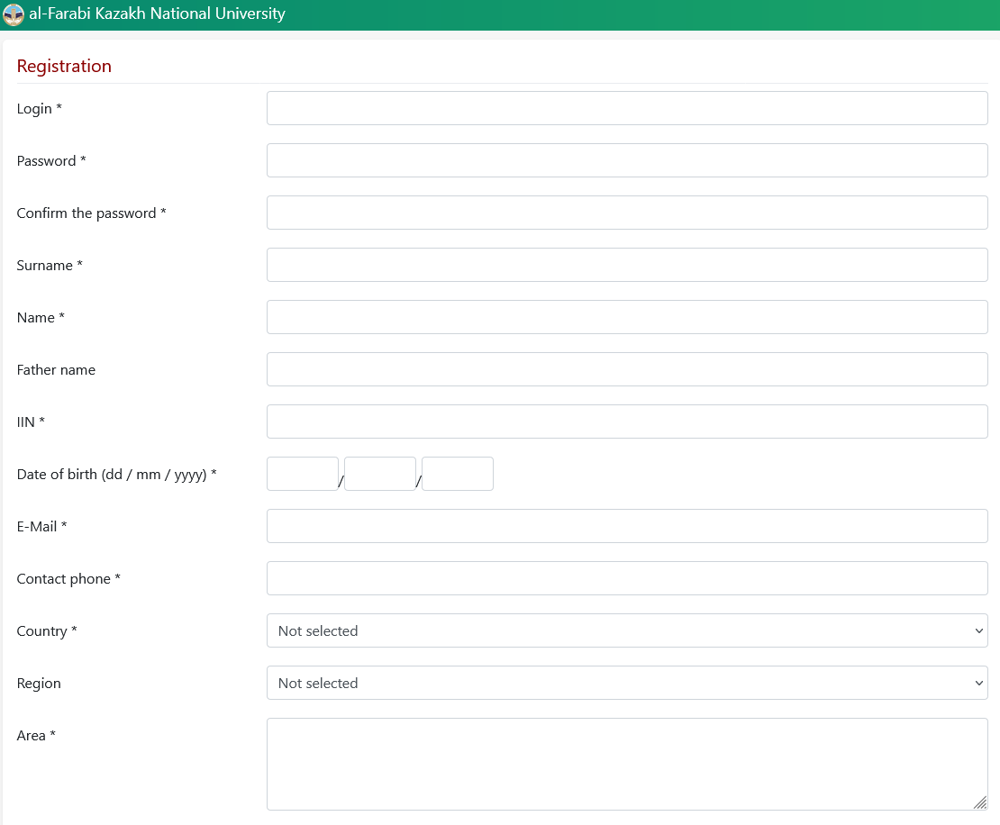 al-Farabi Kazakh National University
Registration
Login *
Password *
Confirm the password *
Surname *
Name *
Father name
IIN *
Date of birth (dd / mm / yyyy) * / /
E-Mail *
Contact phone *
Country * Not selected
Region Not selected
Area *